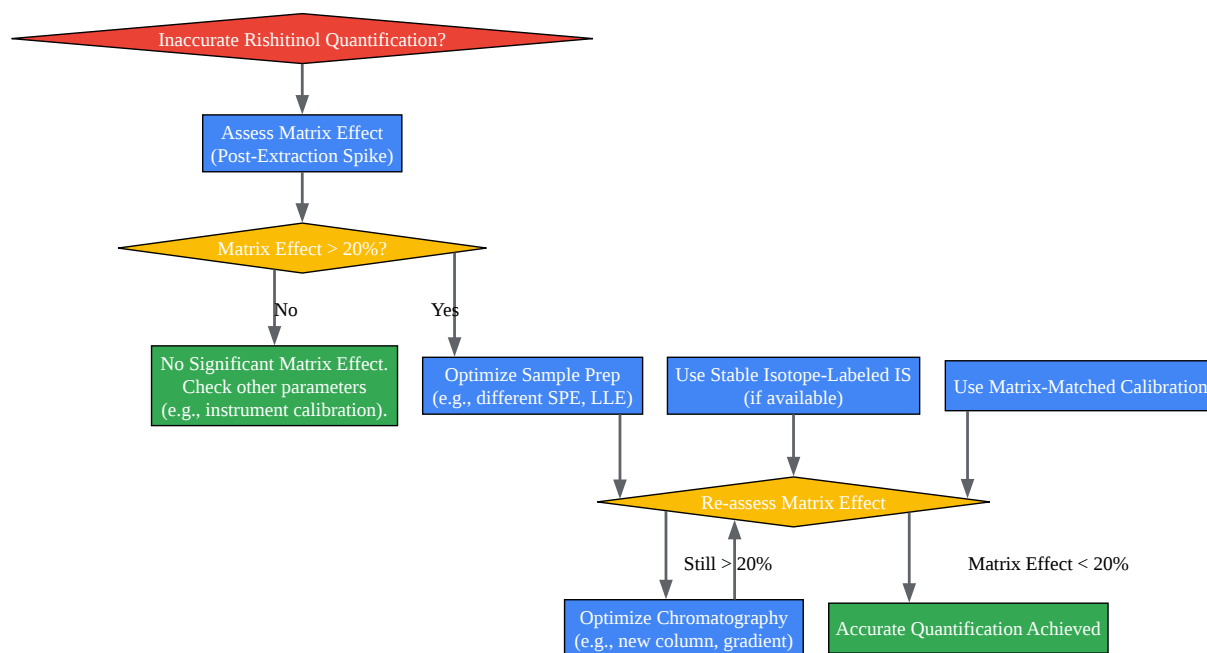 Inaccurate Rishitinol Quantification?
Assess Matrix Effect
(Post-Extraction Spike)
Matrix Effect > 20%?
No
Yes
No Significant Matrix Effect.
Check other parameters
(e.g., instrument calibration).
Optimize Sample Prep
(e.g., different SPE, LLE)
Use Stable Isotope-Labeled IS
(if available)
Use Matrix-Matched Calibration
Re-assess Matrix Effect
Still > 20%
Matrix Effect < 20%
Optimize Chromatography
(e.g., new column, gradient)
Accurate Quantification Achieved